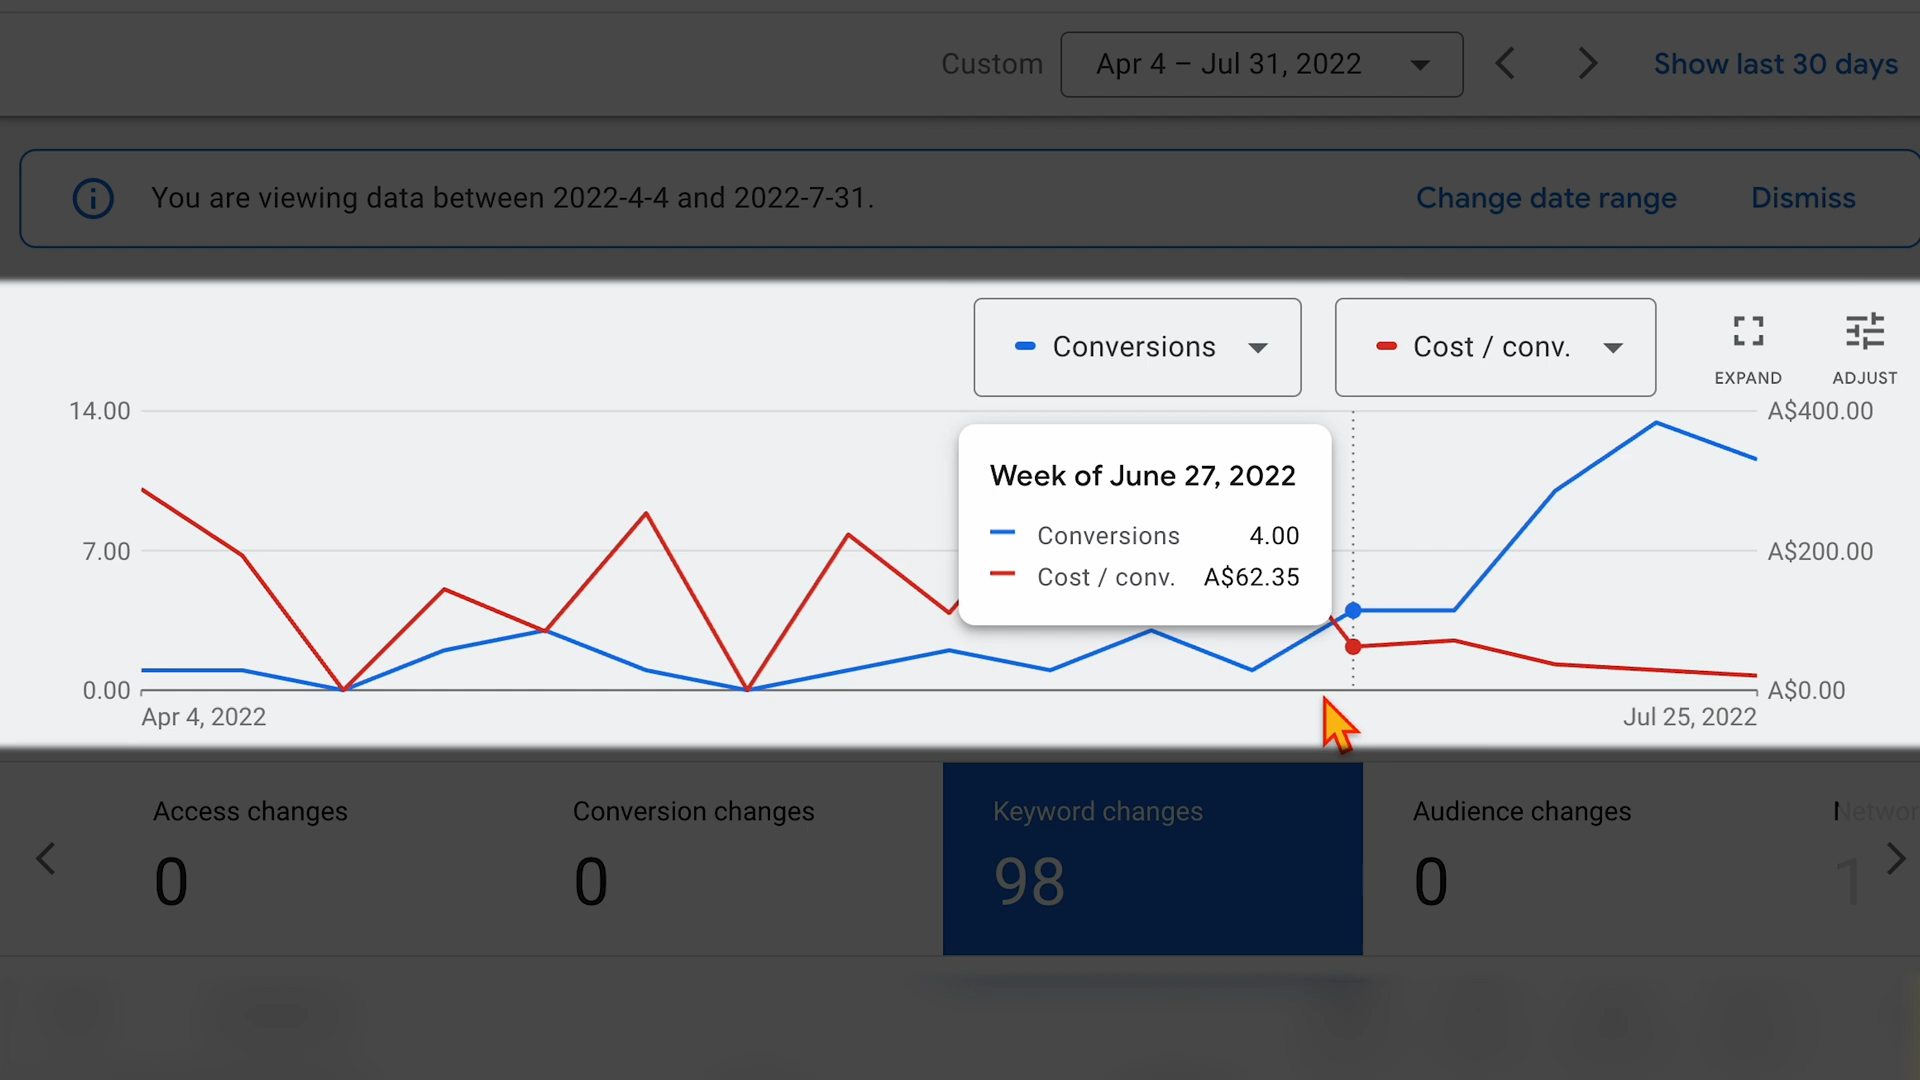 Custom Apr 4 – Jul 31, 2022 Show last 30 days
You are viewing data between 2022-4-4 and 2022-7-31. Change date range Dismiss
Conversions Cost / conv. EXPAND ADJUST
14.00 A$400.00
Week of June 27, 2022
Conversions 4.00
7.00 A$200.00
Cost / conv. A$62.35
0.00 A$0.00
Apr 4, 2022 Jul 25, 2022
Access changes Conversion changes Keyword changes Audience changes
0 0 98 0 1